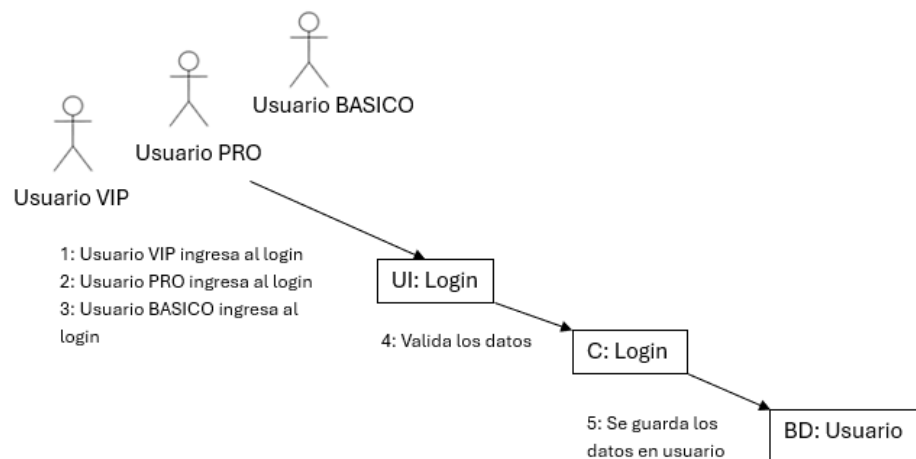 Usuario BASICO
Usuario PRO
Usuario VIP
1: Usuario VIP ingresa al login
2: Usuario PRO ingresa al login
3: Usuario BASICO ingresa al
login
UI: Login
4: Valida los datos
C: Login
5: Se guarda los
datos en usuario
BD: Usuario